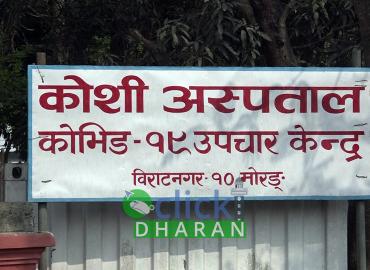 कोशी अस्पताल
कोभिड - १९ उपचार केन्द्र
विराटनगर - १० मोरङ्ग
click
DHARAN